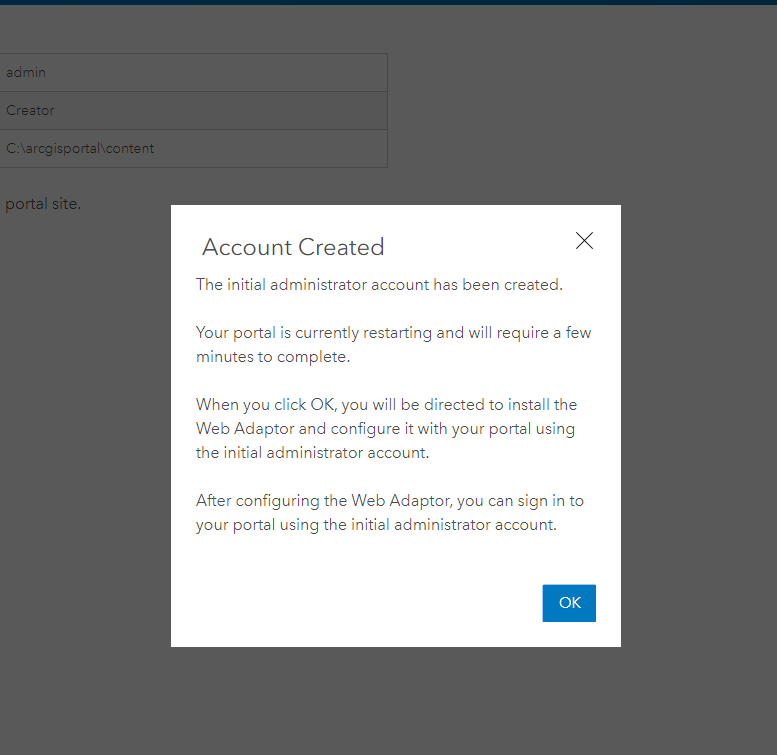 admin
Creator
C:\arcgisportal\content
portal site.
Account Created
The initial administrator account has been created.
Your portal is currently restarting and will require a few
minutes to complete.
When you click OK, you will be directed to install the
Web Adaptor and configure it with your portal using
the initial administrator account.
After configuring the Web Adaptor, you can sign in to
your portal using the initial administrator account.
OK